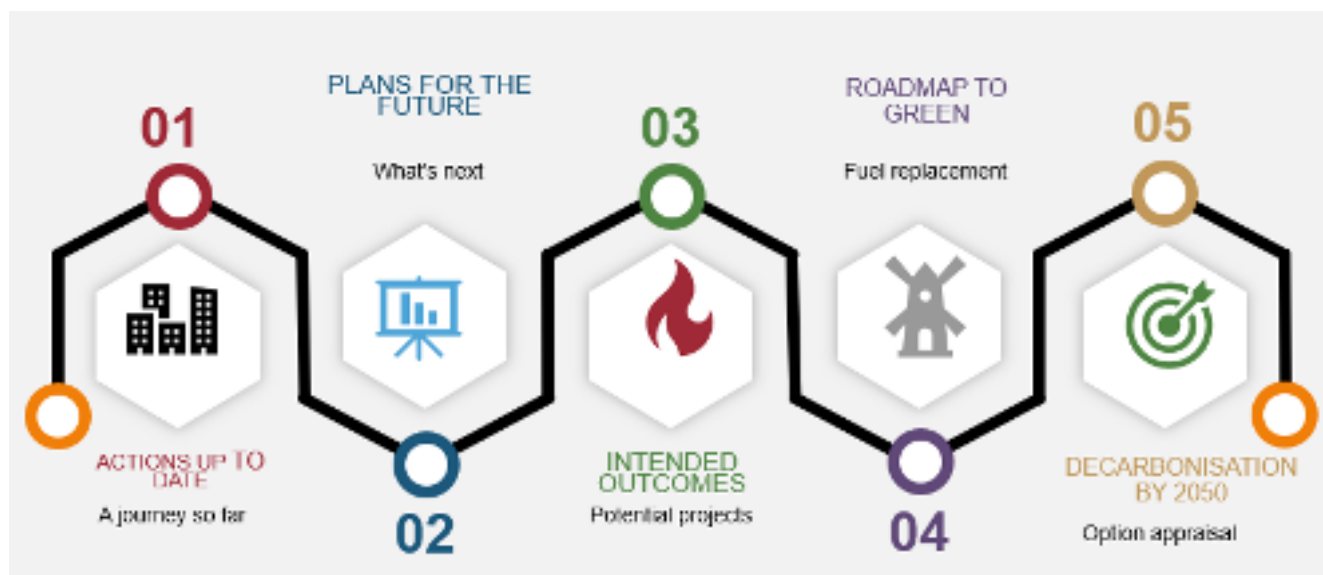 01
ACTIONS UP TO
DATE
A journey so far
PLANS FOR THE
FUTURE
What's next
02
03
INTENDED
OUTCOMES
Potential projects
ROADMAP TO
GREEN
Fuel replacement
04
05
DECARBONISATION
BY 2050
Option appraisal